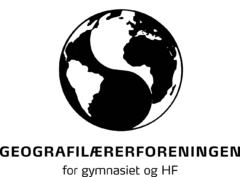 GEOGRAFILÆRERFORENINGEN
for gymnasiet og HF